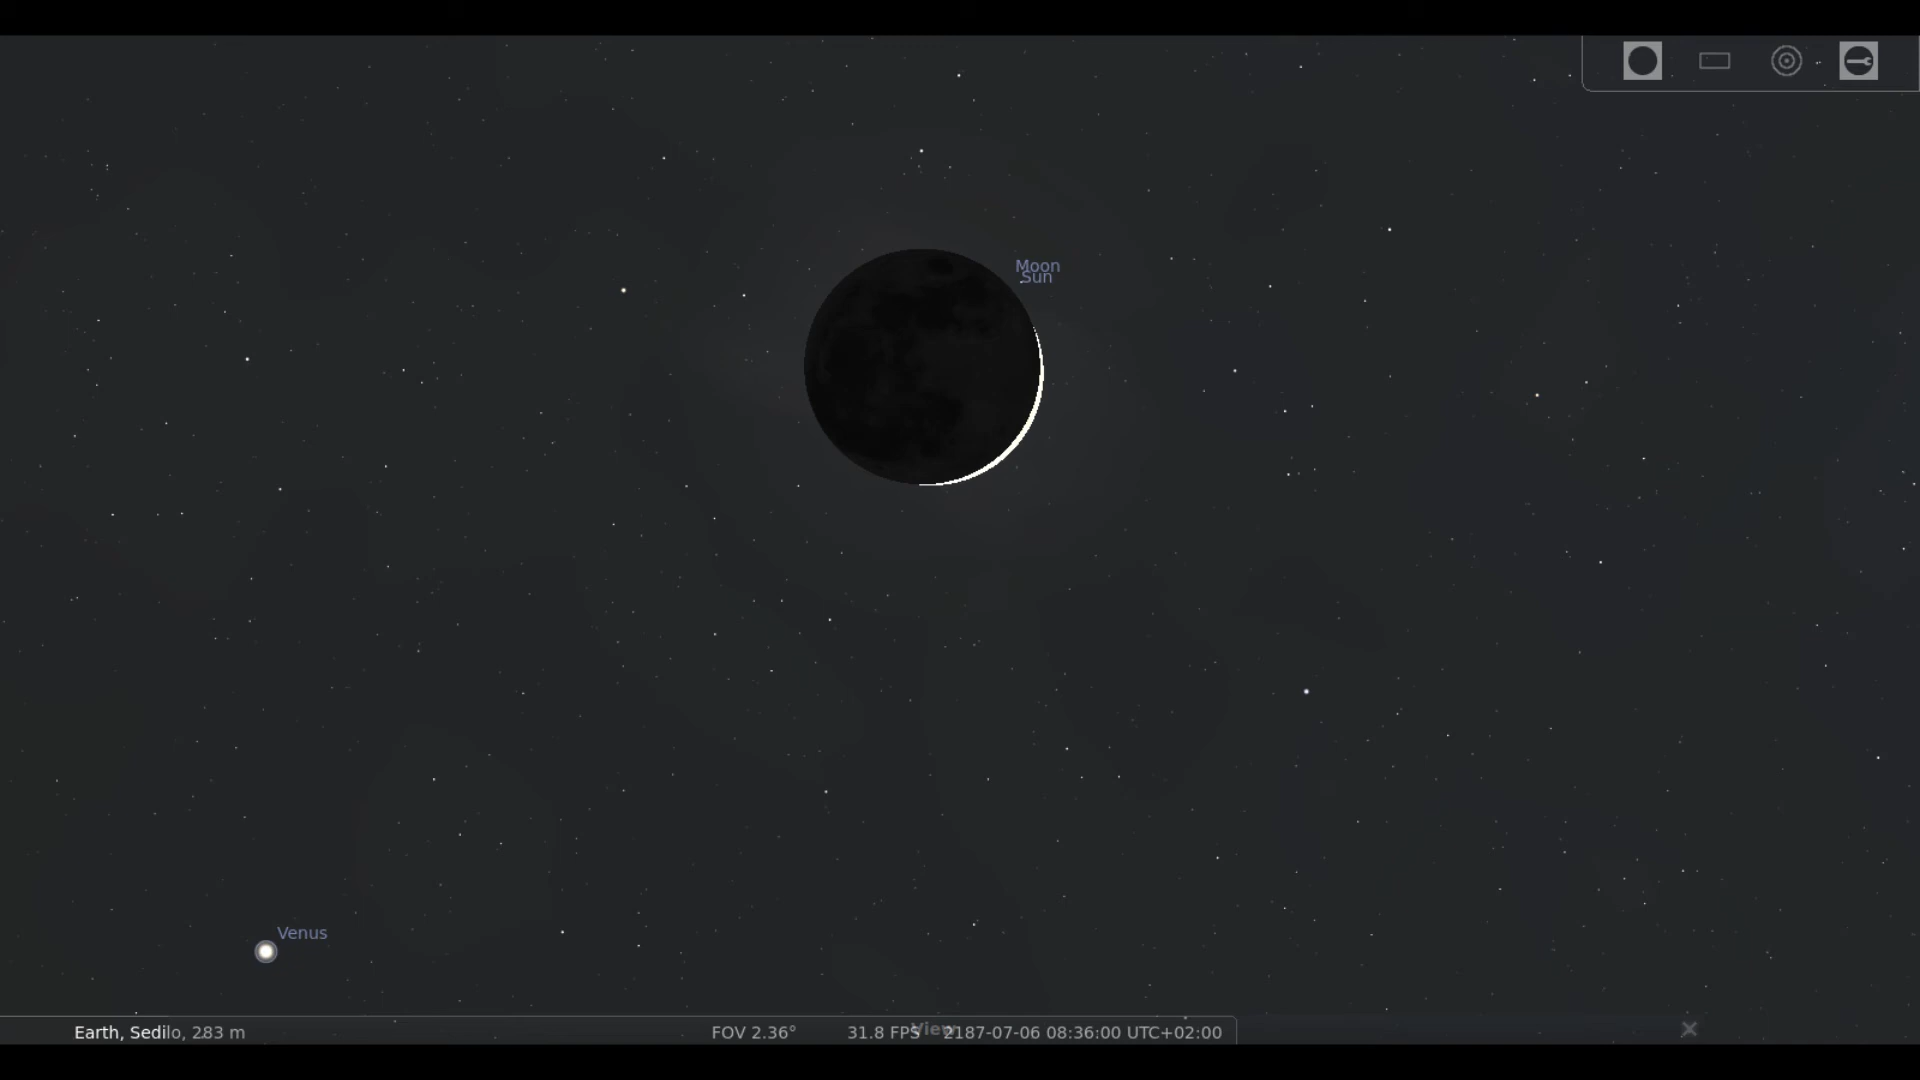 Moon
Sun
Venus
Earth, Sedilo, 283 m
FOV 2.36°
31.8 FPS
View
2187-07-06 08:36:00 UTC+02:00